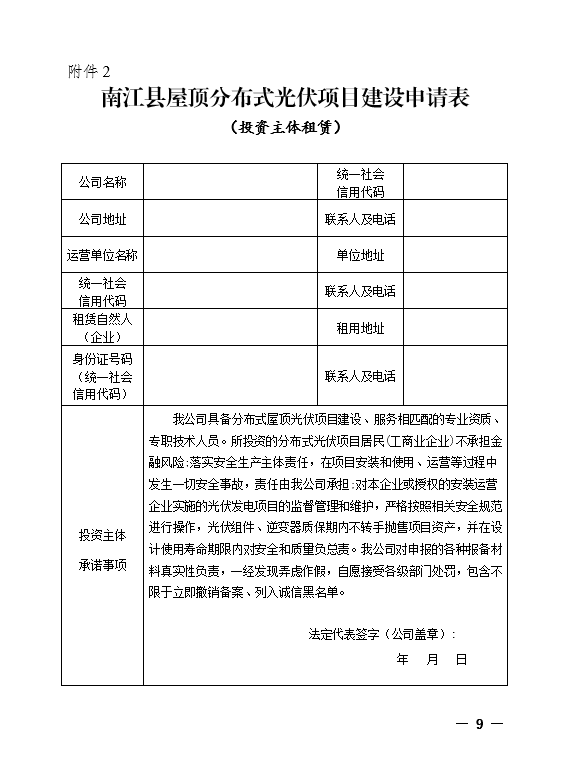 附件 2
南江县屋顶分布式光伏项目建设申请表
（投资主体租赁）
公司名称
统一社会
信用代码
公司地址
联系人及电话
运营单位名称
单位地址
统一社会
信用代码
联系人及电话
租赁自然人
（企业）
租用地址
身份证号码
（统一社会
信用代码）
联系人及电话
投资主体
承诺事项
我公司具备分布式屋顶光伏项目建设、服务相匹配的专业资质、
专职技术人员。所投资的分布式光伏项目居民(工商业企业)不承担金
融风险;落实安全生产主体责任，在项目安装和使用、运营等过程中
发生一切安全事故，责任由我公司承担;对本企业或授权的安装运营
企业实施的光伏发电项目的监督管理和维护，严格按照相关安全规范
进行操作，光伏组件、逆变器质保期内不转手抛售项目资产，并在设
计使用寿命期限内对安全和质量负总责。我公司对申报的各种报备材
料真实性负责，一经发现弄虚作假，自愿接受各级部门处罚，包含不
限于立即撤销备案、列入诚信黑名单。
法定代表签字（公司盖章）:
年 月 日
— 9 —